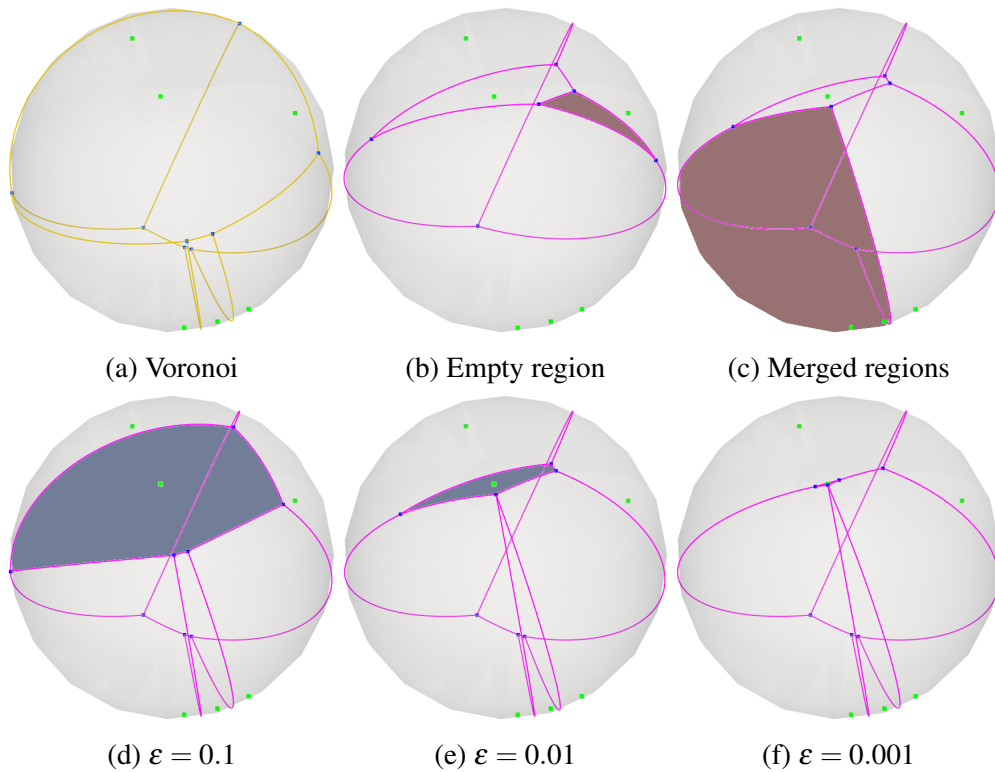 (a) Voronoi
(b) Empty region
(c) Merged regions
(d) ε = 0.1
(e) ε = 0.01
(f) ε = 0.001